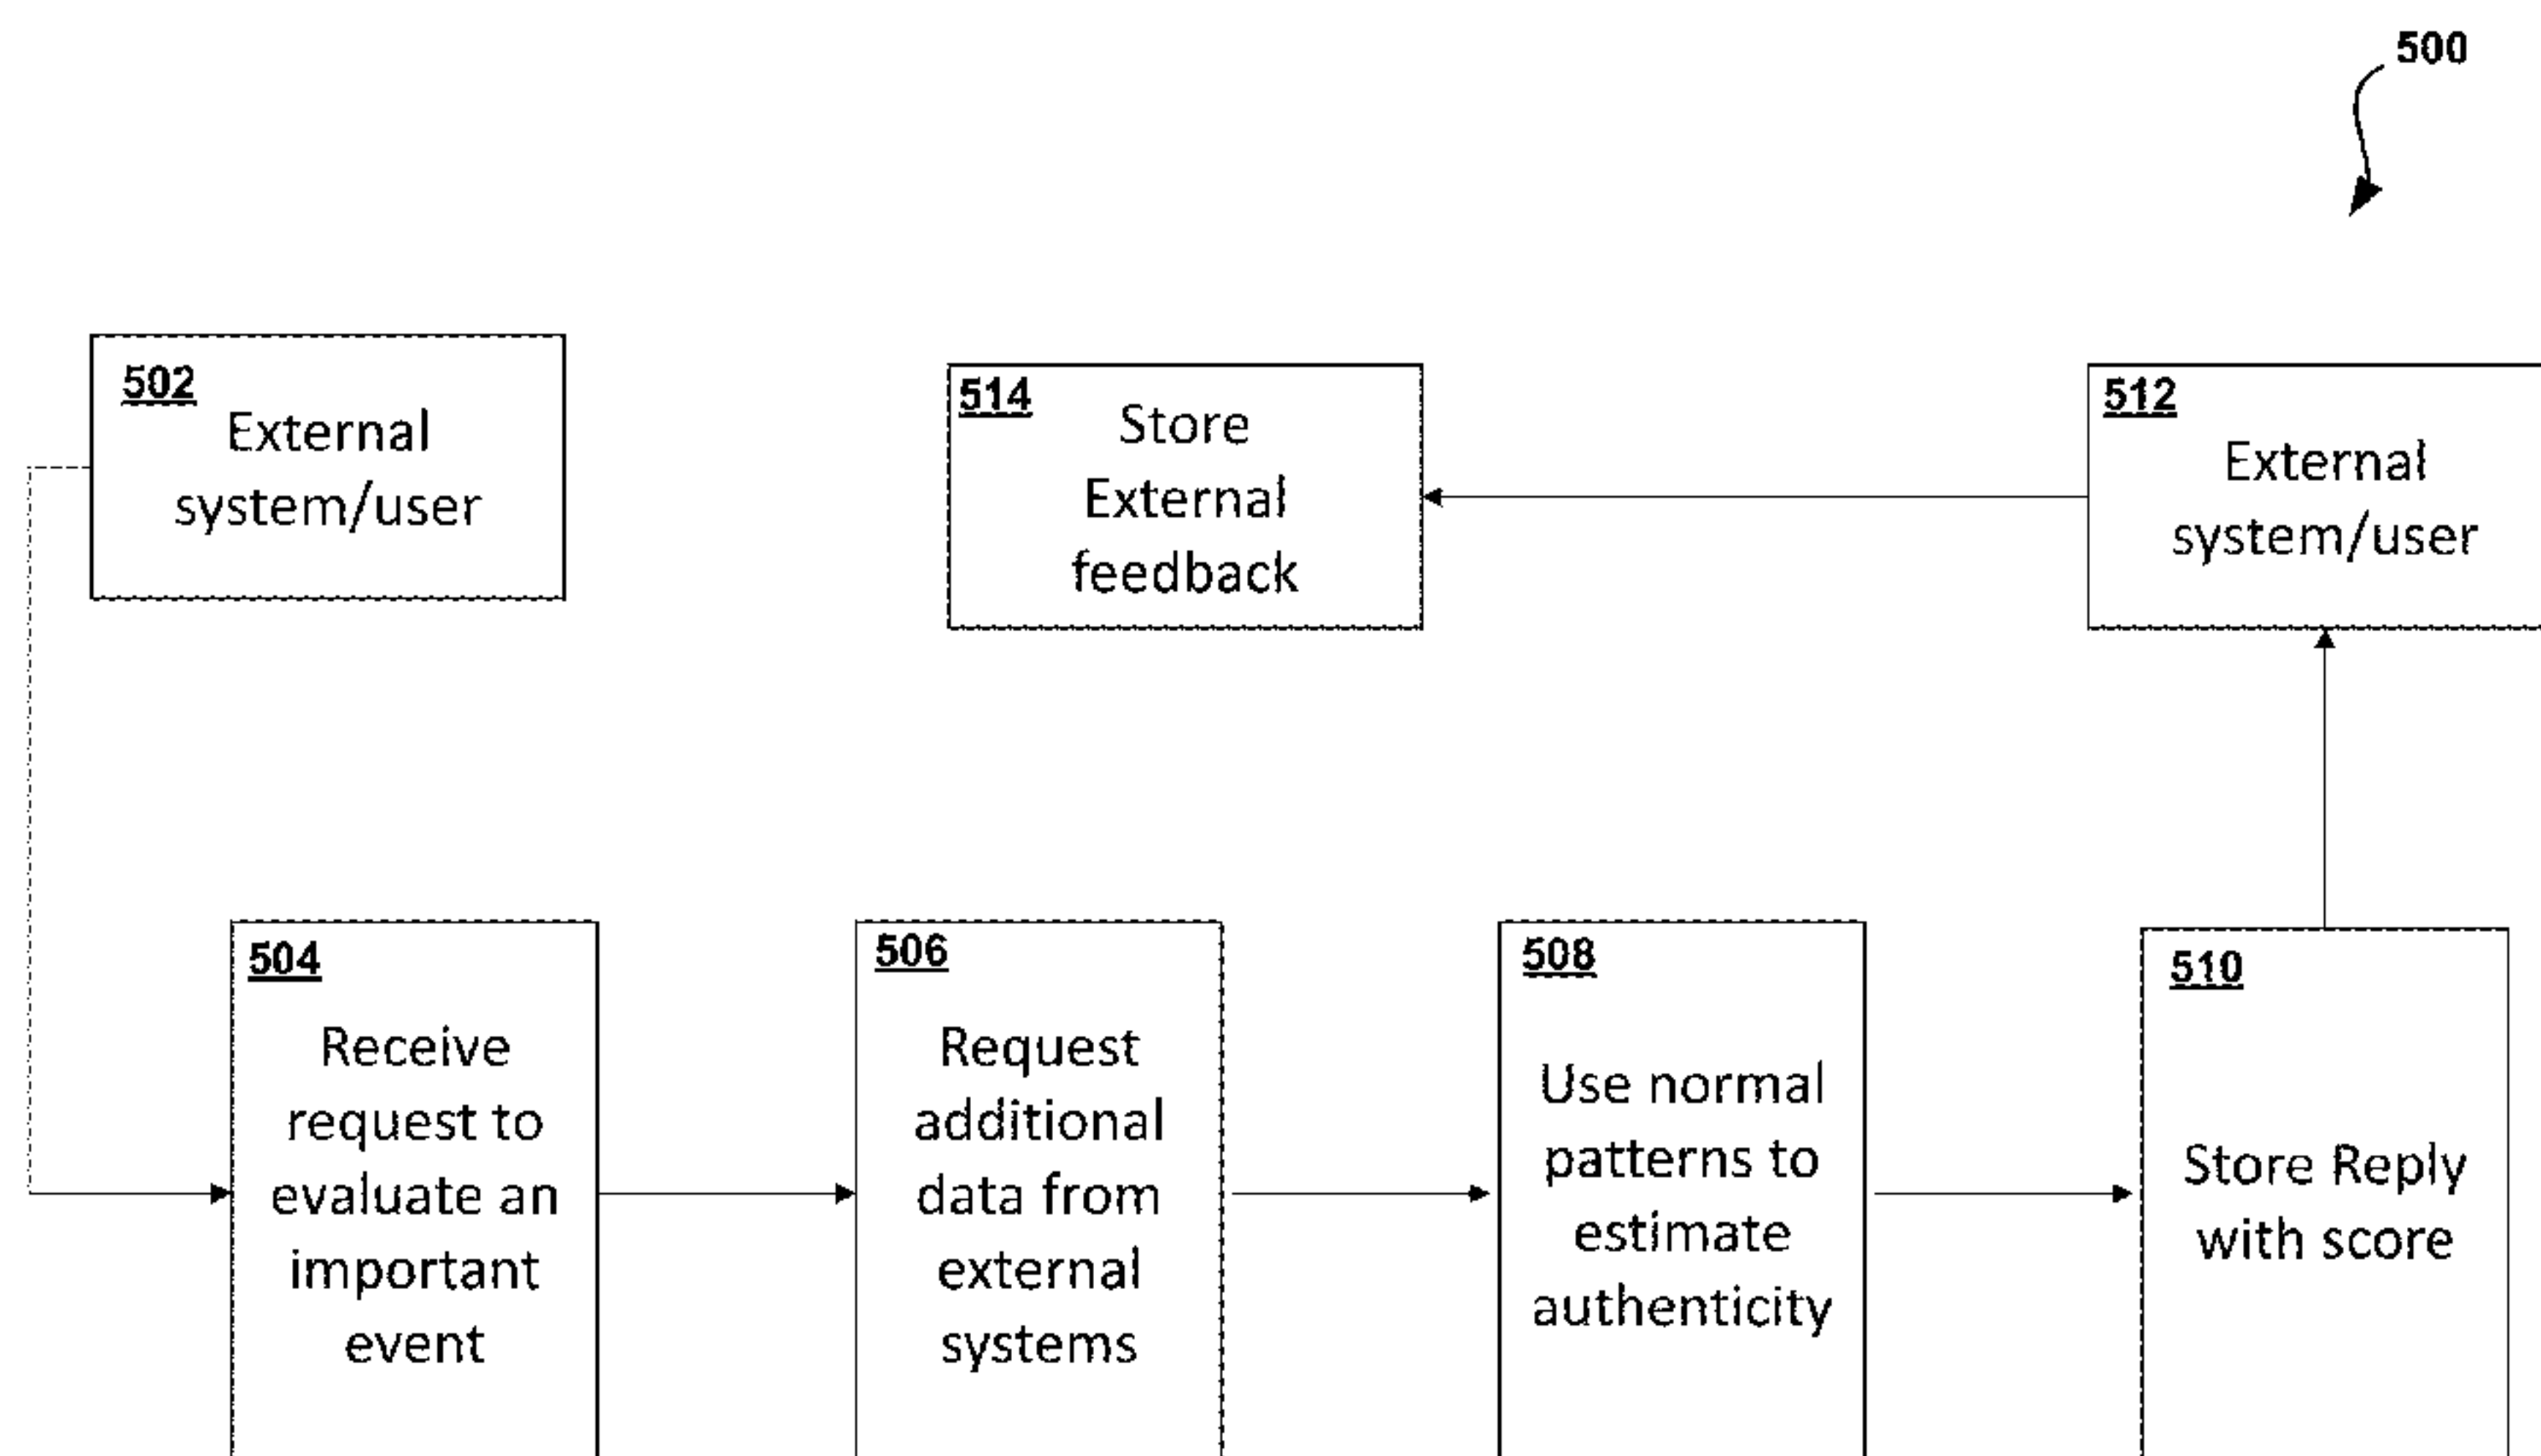 500
502
External
system/user
514
Store
External
feedback
512
External
system/user
504
Receive
request to
evaluate an
important
event
506
Request
additional
data from
external
systems
508
Use normal
patterns to
estimate
authenticity
510
Store Reply
with score